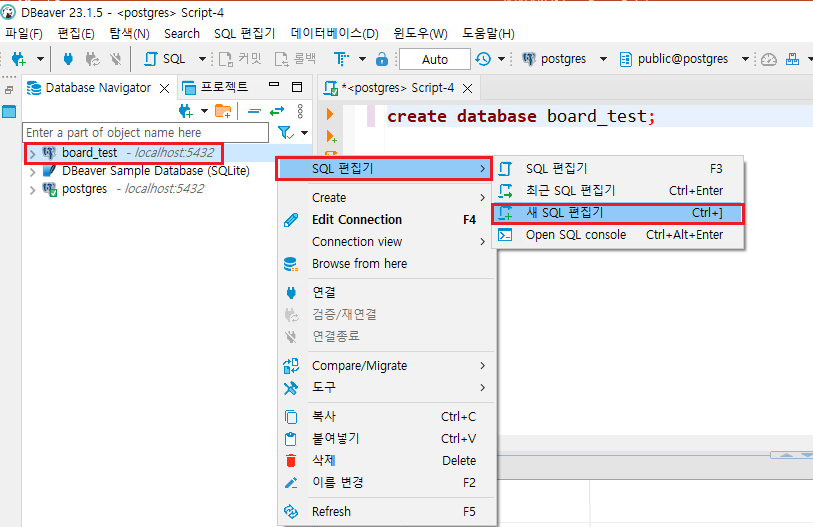 DBeaver 23.1.5 - <postgres> Script-4
파일(F) 편집(E) 탐색(N) Search SQL 편집기 데이터베이스(D) 윈도우(W) 도움말(H)
SQL 커밋 롤백 Auto postgres public@postgres
Database Navigator 프로젝트 *<postgres> Script-4
create database board_test;
Enter a part of object name here
board_test - localhost:5432
DBeaver Sample Database (SQLite)
postgres - localhost:5432
SQL 편집기
Create
Edit Connection F4
Connection view
Browse from here
연결
검증/재연결
연결종료
Compare/Migrate
도구
복사 Ctrl+C
붙여넣기 Ctrl+V
삭제 Delete
이름 변경 F2
Refresh F5
SQL 편집기 F3
최근 SQL 편집기 Ctrl+Enter
새 SQL 편집기 Ctrl+]
Open SQL console Ctrl+Alt+Enter